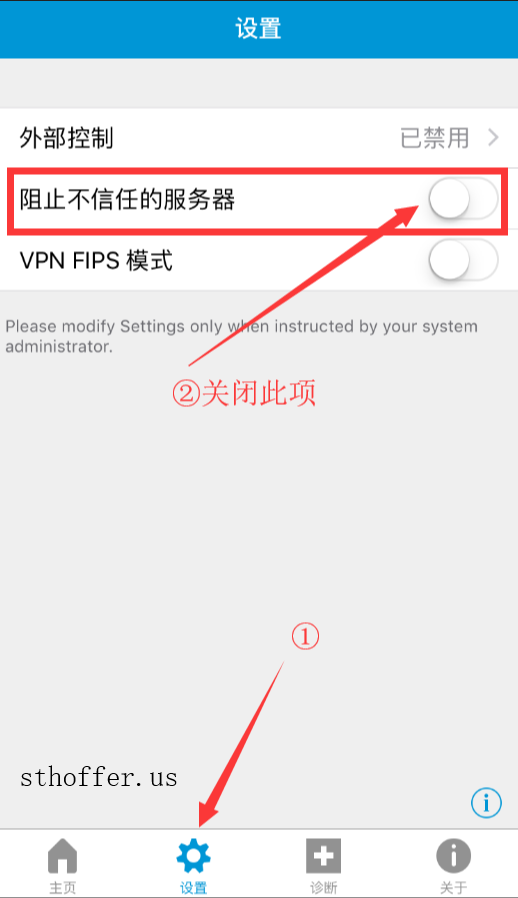 设置
外部控制 已禁用
阻止不信任的服务器
VPN FIPS 模式
Please modify Settings only when instructed by your system
administrator.
②关闭此项
①
sthoffer.us
主页 设置 诊断 关于